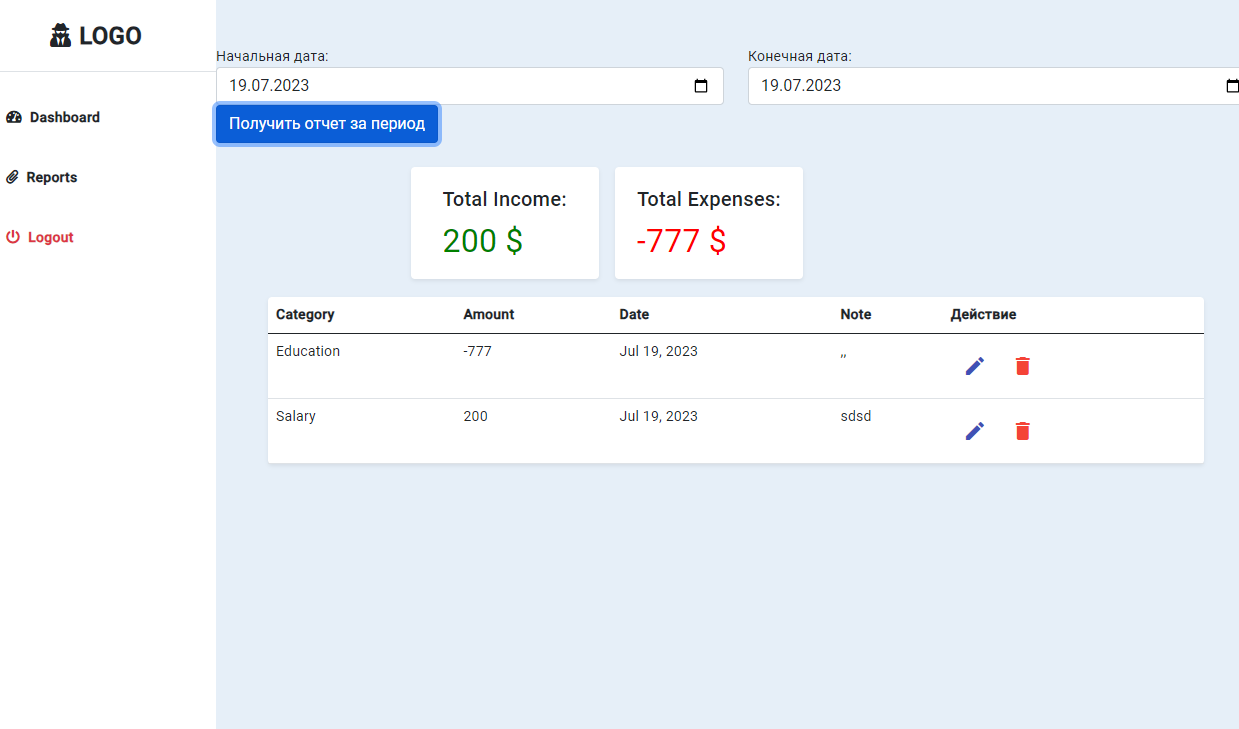 LOGO
Dashboard
Reports
Logout
Начальная дата: Конечная дата:
19.07.2023 19.07.2023
Получить отчет за период
Total Income: Total Expenses:
200 $ -777 $
Category Amount Date Note Действие
Education -777 Jul 19, 2023 ,,
Salary 200 Jul 19, 2023 sdsd